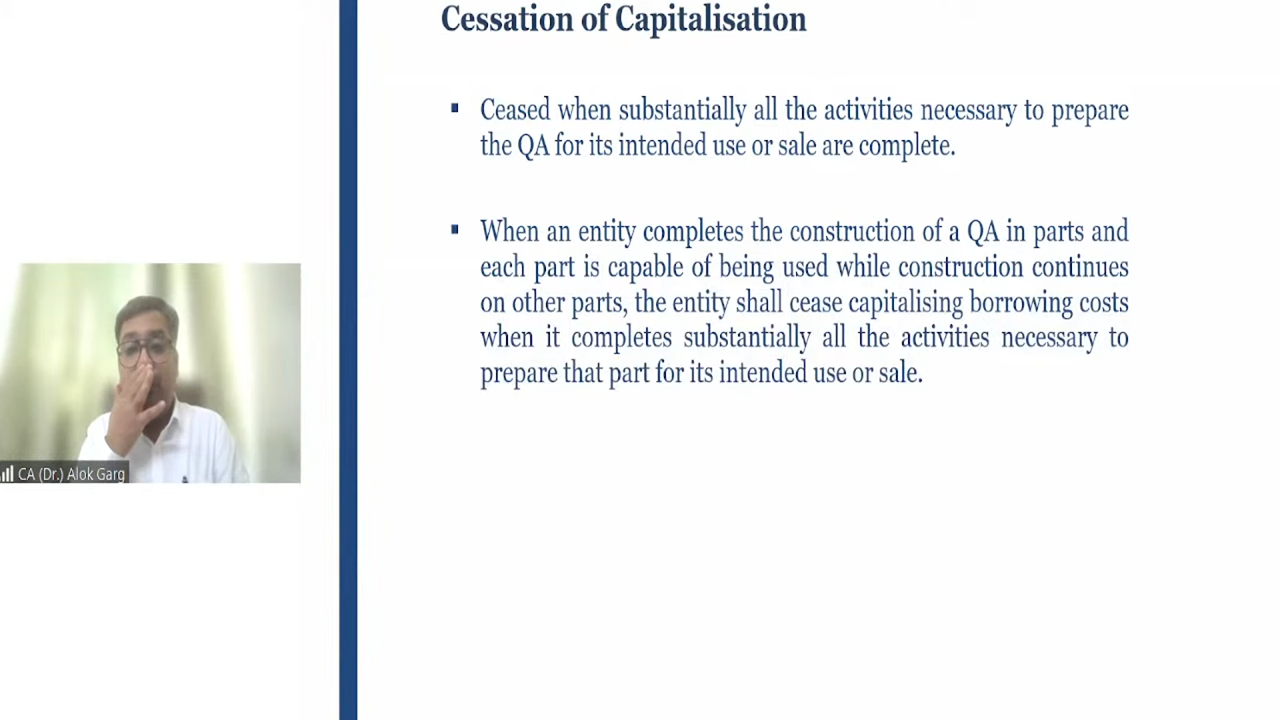 Cessation of Capitalisation
▪ Ceased when substantially all the activities necessary to prepare
the QA for its intended use or sale are complete.
▪ When an entity completes the construction of a QA in parts and
each part is capable of being used while construction continues
on other parts, the entity shall cease capitalising borrowing costs
when it completes substantially all the activities necessary to
prepare that part for its intended use or sale.
CA (Dr.) Alok Garg